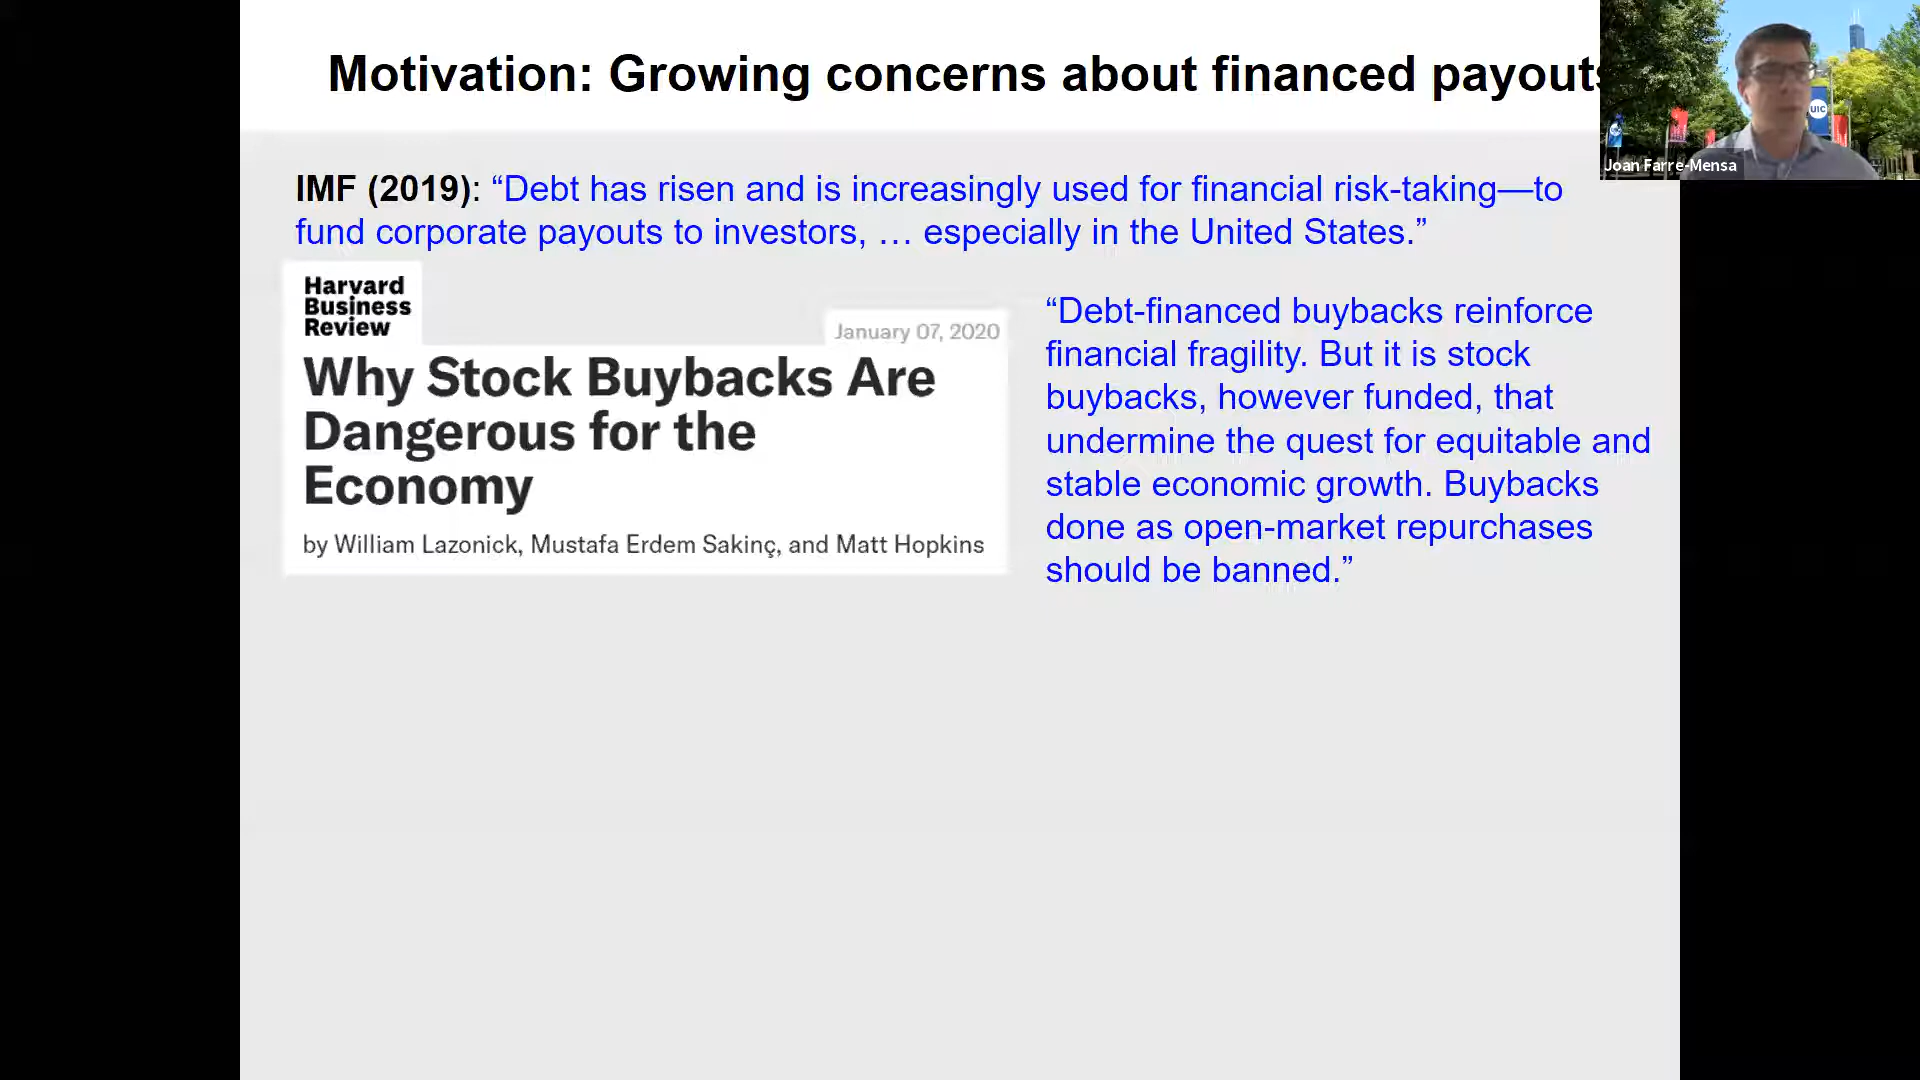 Motivation: Growing concerns about financed payouts
IMF (2019): “Debt has risen and is increasingly used for financial risk-taking—to
fund corporate payouts to investors, … especially in the United States.”
Harvard
Business
Review
January 07, 2020
Why Stock Buybacks Are
Dangerous for the
Economy
by William Lazonick, Mustafa Erdem Sakinç, and Matt Hopkins
“Debt-financed buybacks reinforce
financial fragility. But it is stock
buybacks, however funded, that
undermine the quest for equitable and
stable economic growth. Buybacks
done as open-market repurchases
should be banned.”
UIC
Joan Farre-Mensa